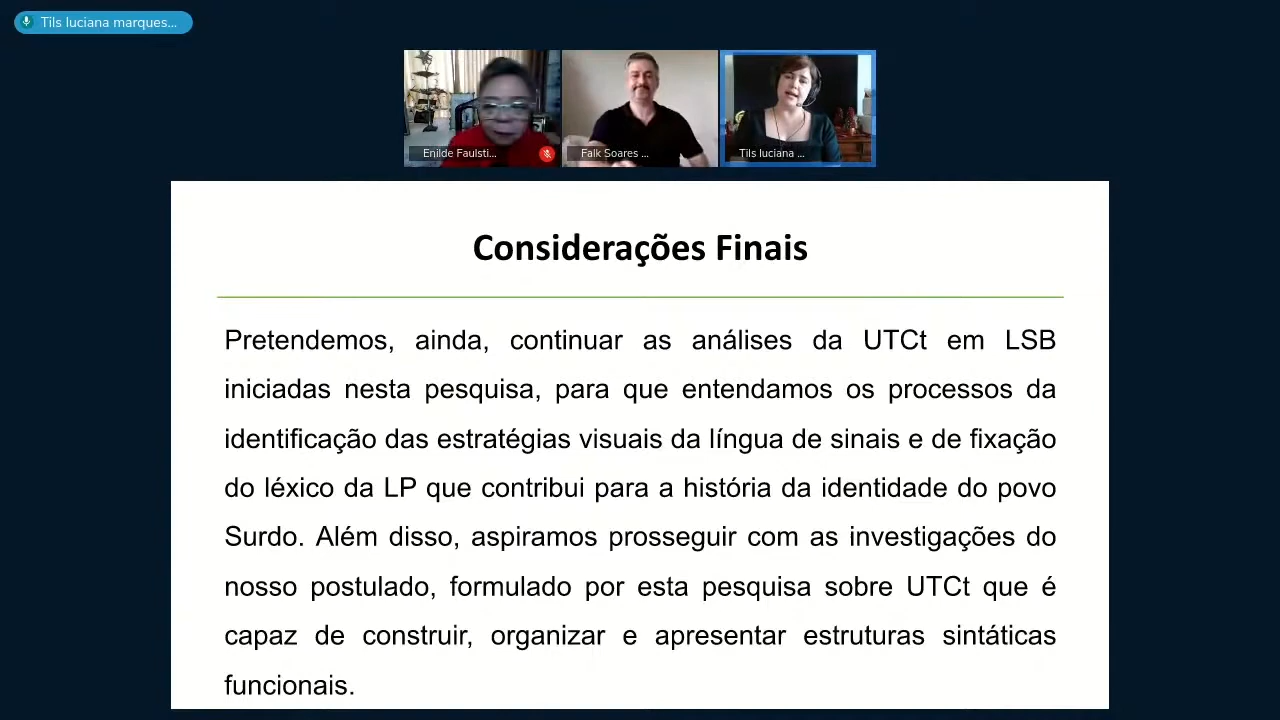 Tils luciana marques...
Enilde Faulsti...
Falk Soares ...
Tils luciana ...
Considerações Finais
Pretendemos, ainda, continuar as análises da UTCt em LSB
iniciadas nesta pesquisa, para que entendamos os processos da
identificação das estratégias visuais da língua de sinais e de fixação
do léxico da LP que contribui para a história da identidade do povo
Surdo. Além disso, aspiramos prosseguir com as investigações do
nosso postulado, formulado por esta pesquisa sobre UTCt que é
capaz de construir, organizar e apresentar estruturas sintáticas
funcionais.